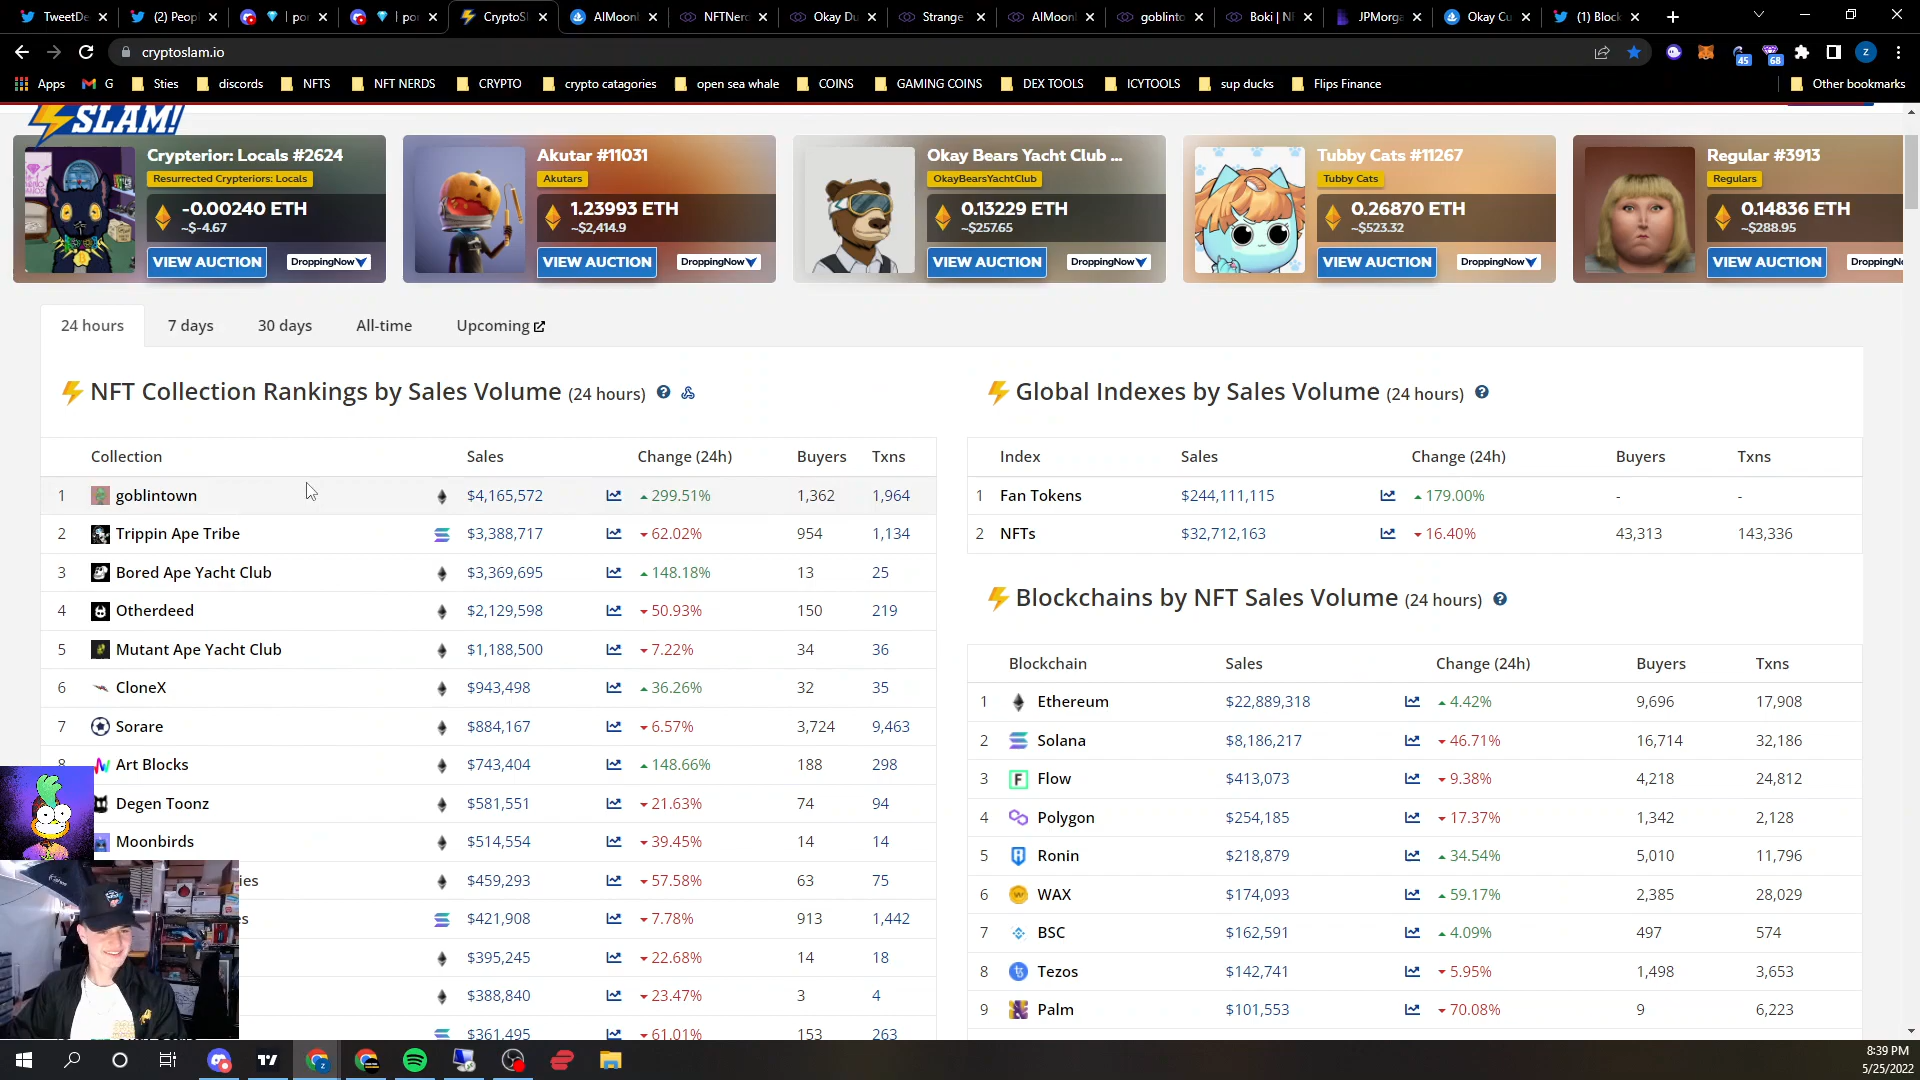 TweetDe
(2) Peopl
| por
| por
CryptoSl
AIMoonl
NFTNerd
Okay Du
Strange
AIMoonl
goblinto
Boki | NF
JPMorga
Okay Cu
(1) Block
cryptoslam.io
45
68
z
Apps
G
Sties
discords
NFTS
NFT NERDS
CRYPTO
crypto catagories
open sea whale
COINS
GAMING COINS
DEX TOOLS
ICYTOOLS
sup ducks
Flips Finance
Other bookmarks
SLAM!
Crypterior: Locals #2624
Resurrected Crypteriors: Locals
-0.00240 ETH
~$-4.67
VIEW AUCTION
DroppingNow
Akutar #11031
Akutars
1.23993 ETH
~$2,414.9
VIEW AUCTION
DroppingNow
Okay Bears Yacht Club ...
OkayBearsYachtClub
0.13229 ETH
~$257.65
VIEW AUCTION
DroppingNow
Tubby Cats #11267
Tubby Cats
0.26870 ETH
~$523.32
VIEW AUCTION
DroppingNow
Regular #3913
Regulars
0.14836 ETH
~$288.95
VIEW AUCTION
DroppingNo
24 hours 7 days 30 days All-time Upcoming
NFT Collection Rankings by Sales Volume (24 hours)
Collection Sales Change (24h) Buyers Txns
1 goblintown $4,165,572 299.51% 1,362 1,964
2 Trippin Ape Tribe $3,388,717 62.02% 954 1,134
3 Bored Ape Yacht Club $3,369,695 148.18% 13 25
4 Otherdeed $2,129,598 50.93% 150 219
5 Mutant Ape Yacht Club $1,188,500 7.22% 34 36
6 CloneX $943,498 36.26% 32 35
7 Sorare $884,167 6.57% 3,724 9,463
8 Art Blocks $743,404 148.66% 188 298
Degen Toonz $581,551 21.63% 74 94
Moonbirds $514,554 39.45% 14 14
ies $459,293 57.58% 63 75
s $421,908 7.78% 913 1,442
$395,245 22.68% 14 18
$388,840 23.47% 3 4
$361,495 61.01% 153 263
Global Indexes by Sales Volume (24 hours)
Index Sales Change (24h) Buyers Txns
1 Fan Tokens $244,111,115 179.00% - -
2 NFTs $32,712,163 16.40% 43,313 143,336
Blockchains by NFT Sales Volume (24 hours)
Blockchain Sales Change (24h) Buyers Txns
1 Ethereum $22,889,318 4.42% 9,696 17,908
2 Solana $8,186,217 46.71% 16,714 32,186
3 Flow $413,073 9.38% 4,218 24,812
4 Polygon $254,185 17.37% 1,342 2,128
5 Ronin $218,879 34.54% 5,010 11,796
6 WAX $174,093 59.17% 2,385 28,029
7 BSC $162,591 4.09% 497 574
8 Tezos $142,741 5.95% 1,498 3,653
9 Palm $101,553 70.08% 9 6,223
8:39 PM
5/25/2022